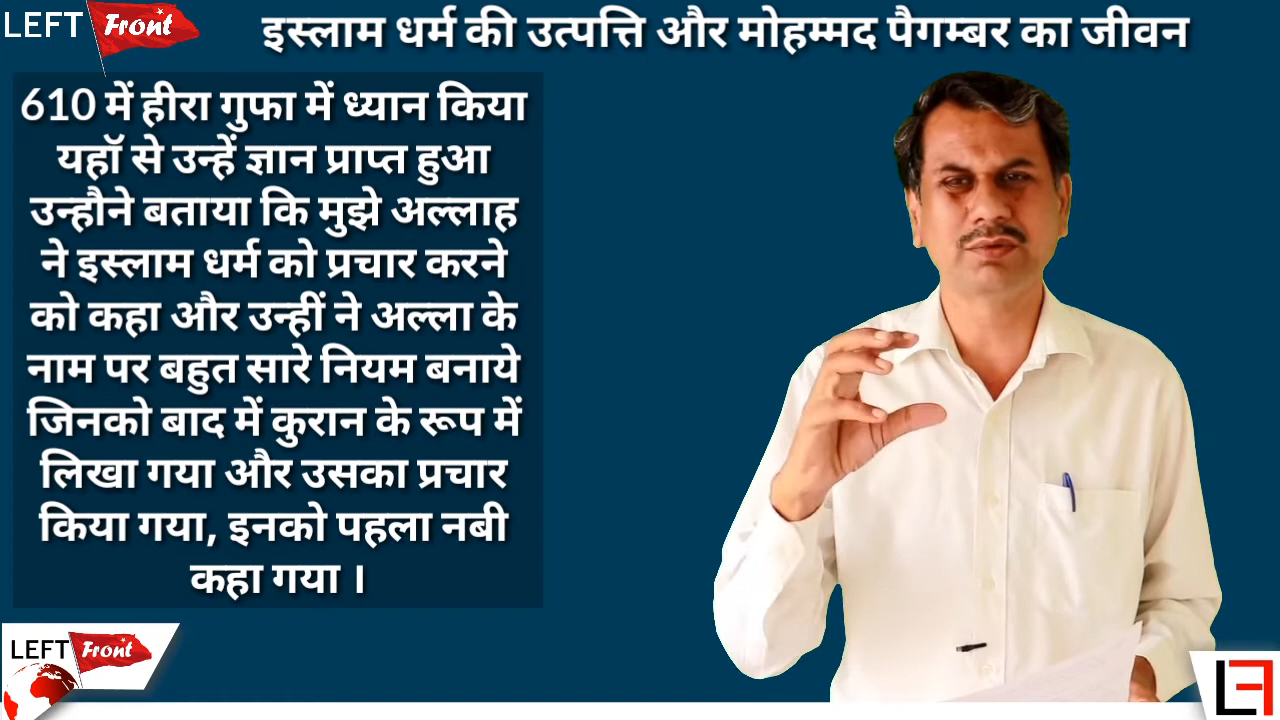 LEFT Front
इस्लाम धर्म की उत्पत्ति और मोहम्मद पैगम्बर का जीवन
610 में हीरा गुफा में ध्यान किया
यहॉ से उन्हें ज्ञान प्राप्त हुआ
उन्हौने बताया कि मुझे अल्लाह
ने इस्लाम धर्म को प्रचार करने
को कहा और उन्हीं ने अल्ला के
नाम पर बहुत सारे नियम बनाये
जिनको बाद में कुरान के रूप में
लिखा गया और उसका प्रचार
किया गया, इनको पहला नबी
कहा गया ।
LEFT Front
LF